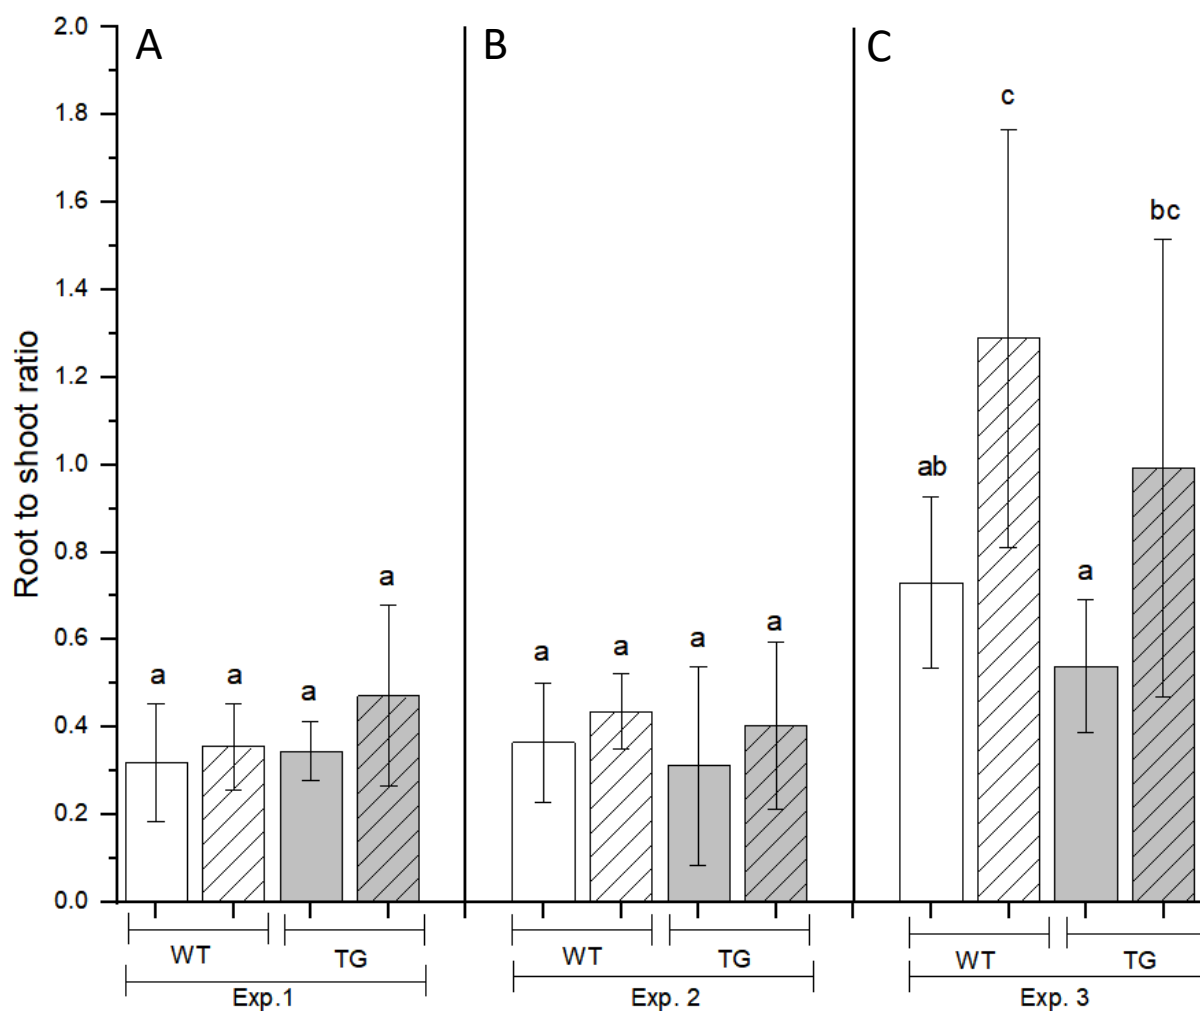 A
B
C
2.0
1.8
1.6
1.4
1.2
1.0
0.8
0.6
0.4
0.2
0.0
Root to shoot ratio
a
a
a
a
a
a
a
a
ab
c
a
bc
WT
TG
WT
TG
WT
TG
Exp.1
Exp. 2
Exp. 3